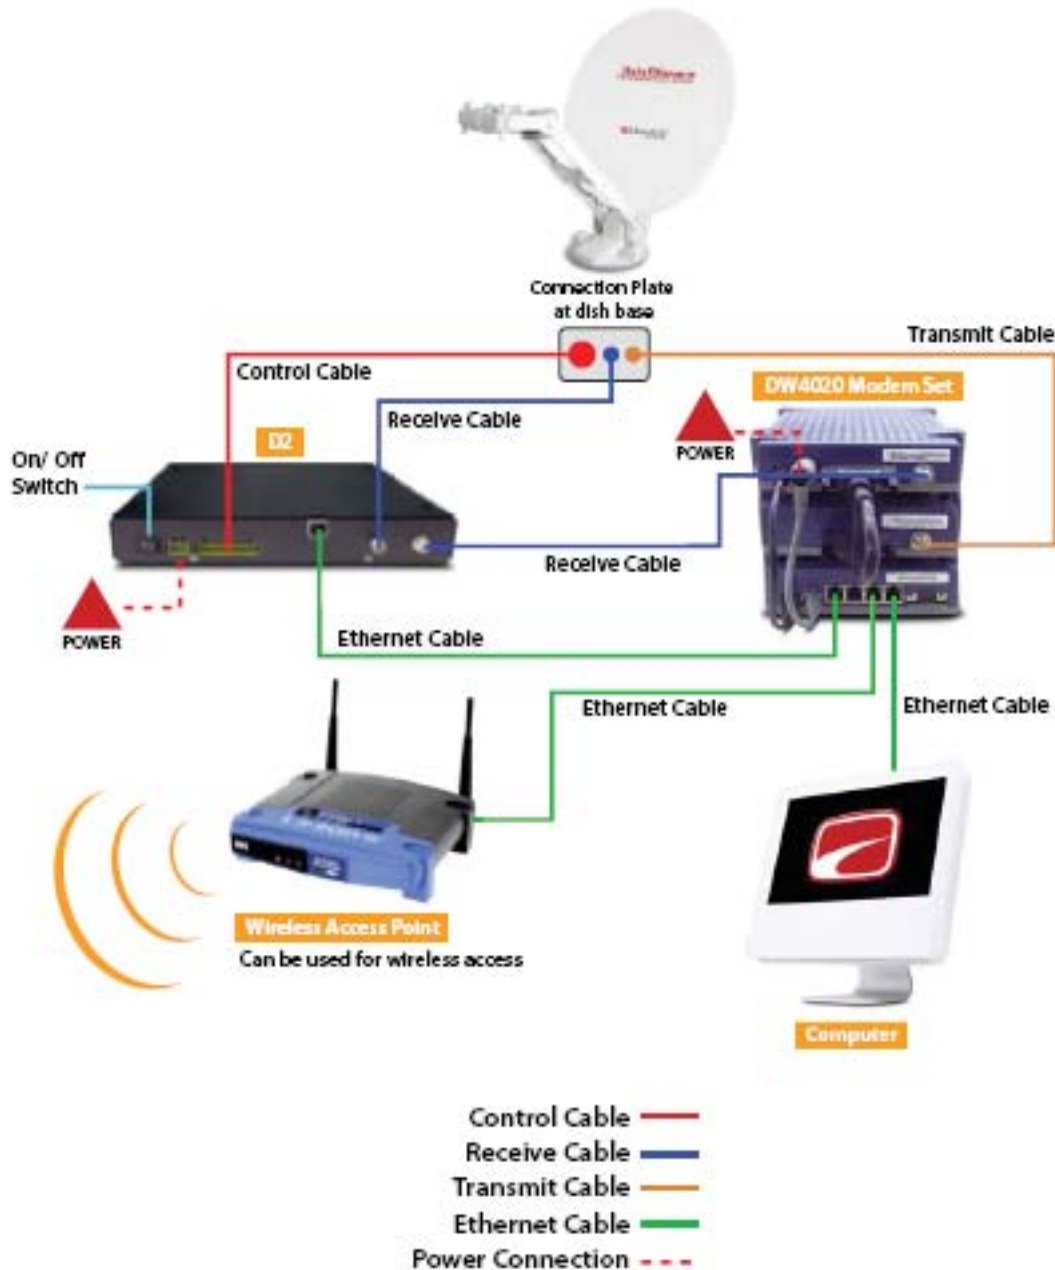 Connection Plate
at dish base
Transmit Cable
Control Cable
DW4020 Modem Set
Receive Cable
POWER
D2
On/ Off
Switch
Receive Cable
POWER
Ethernet Cable
Ethernet Cable
Ethernet Cable
Wireless Access Point
Can be used for wireless access
Computer
Control Cable
Receive Cable
Transmit Cable
Ethernet Cable
Power Connection